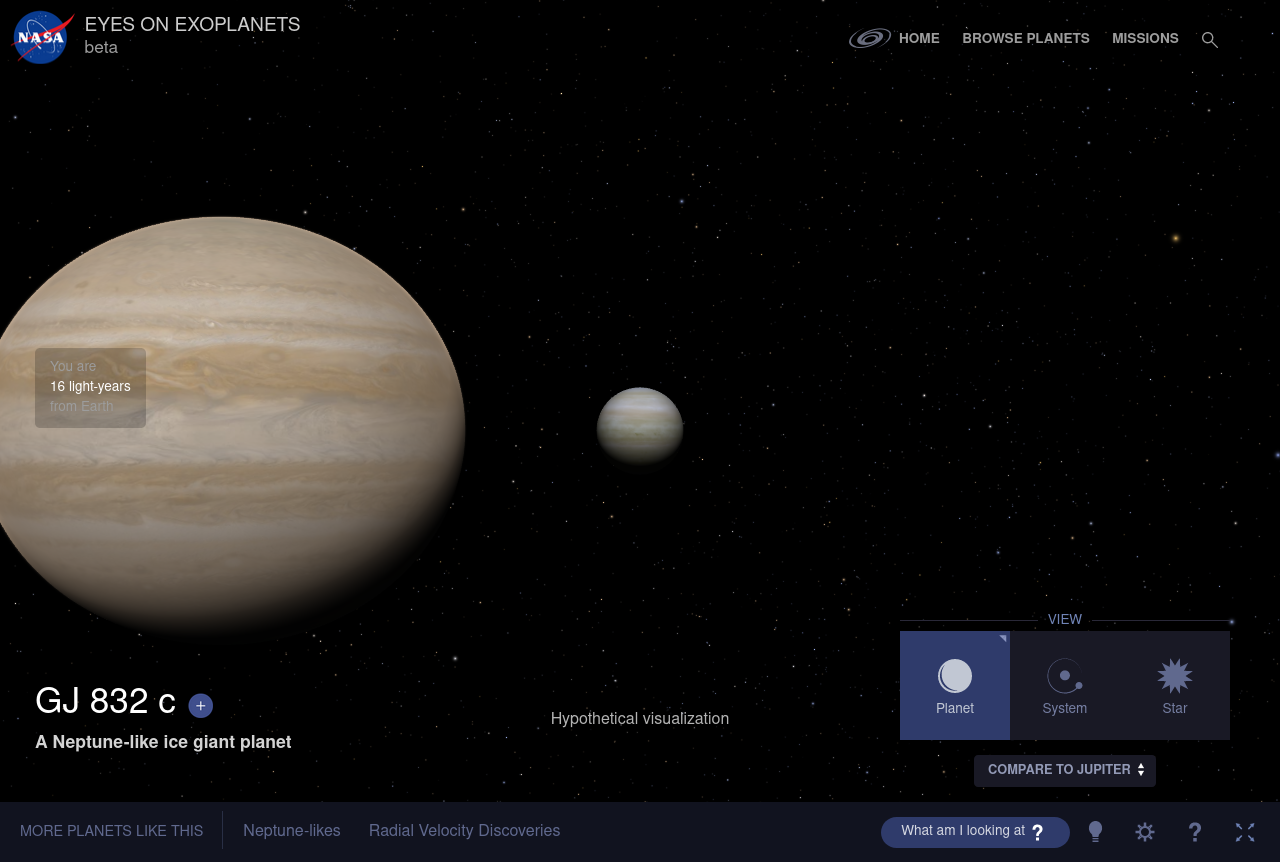 NASA
EYES ON EXOPLANETS
beta
HOME
BROWSE PLANETS
MISSIONS
You are
16 light-years
from Earth
GJ 832 c +
A Neptune-like ice giant planet
Hypothetical visualization
VIEW
Planet
System
Star
COMPARE TO JUPITER
MORE PLANETS LIKE THIS
Neptune-likes
Radial Velocity Discoveries
What am I looking at ?
?